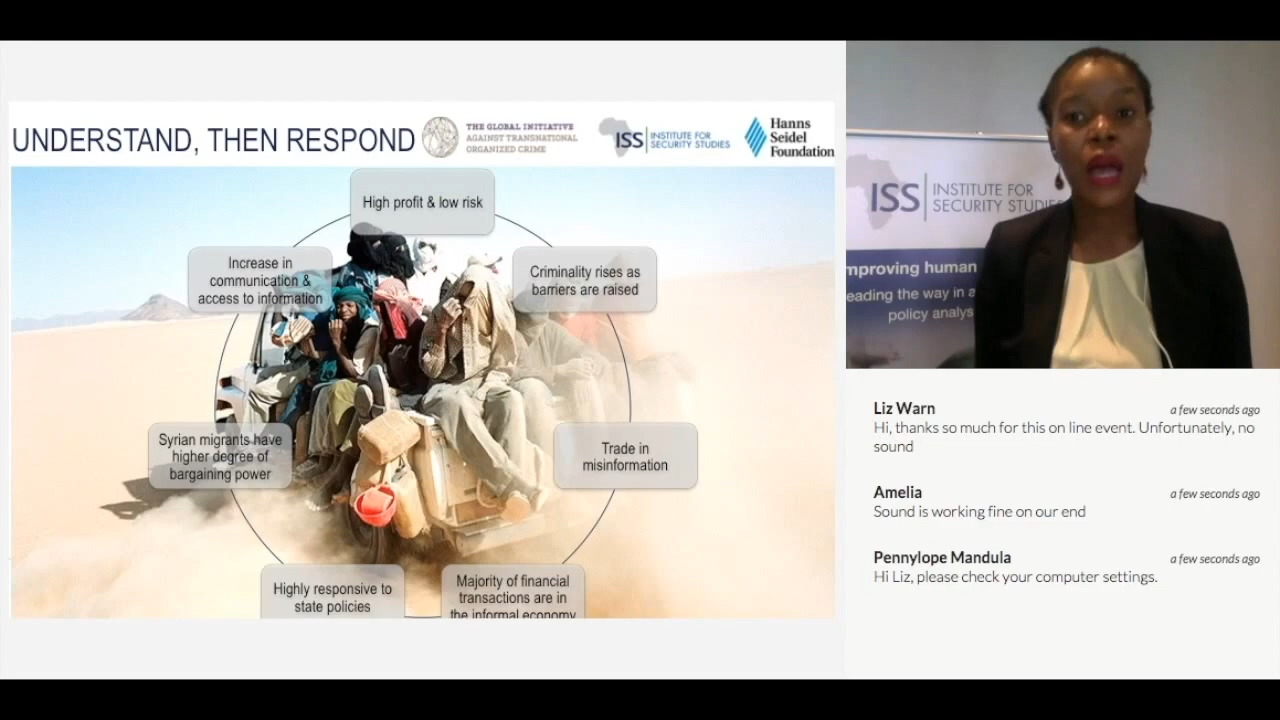 UNDERSTAND, THEN RESPOND
THE GLOBAL INITIATIVE
AGAINST TRANSNATIONAL
ORGANIZED CRIME
ISS
INSTITUTE FOR
SECURITY STUDIES
Hanns
Seidel
Foundation
High profit & low risk
Increase in
communication &
access to information
Criminality rises as
barriers are raised
Syrian migrants have
higher degree of
bargaining power
Trade in
misinformation
Highly responsive to
state policies
Majority of financial
transactions are in
the informal economy
ISS
INSTITUTE FOR
SECURITY STUDIES
mproving human
eading the way in a
policy analys
Liz Warn
a few seconds ago
Hi, thanks so much for this on line event. Unfortunately, no
sound
Amelia
a few seconds ago
Sound is working fine on our end
Pennylope Mandula
a few seconds ago
Hi Liz, please check your computer settings.